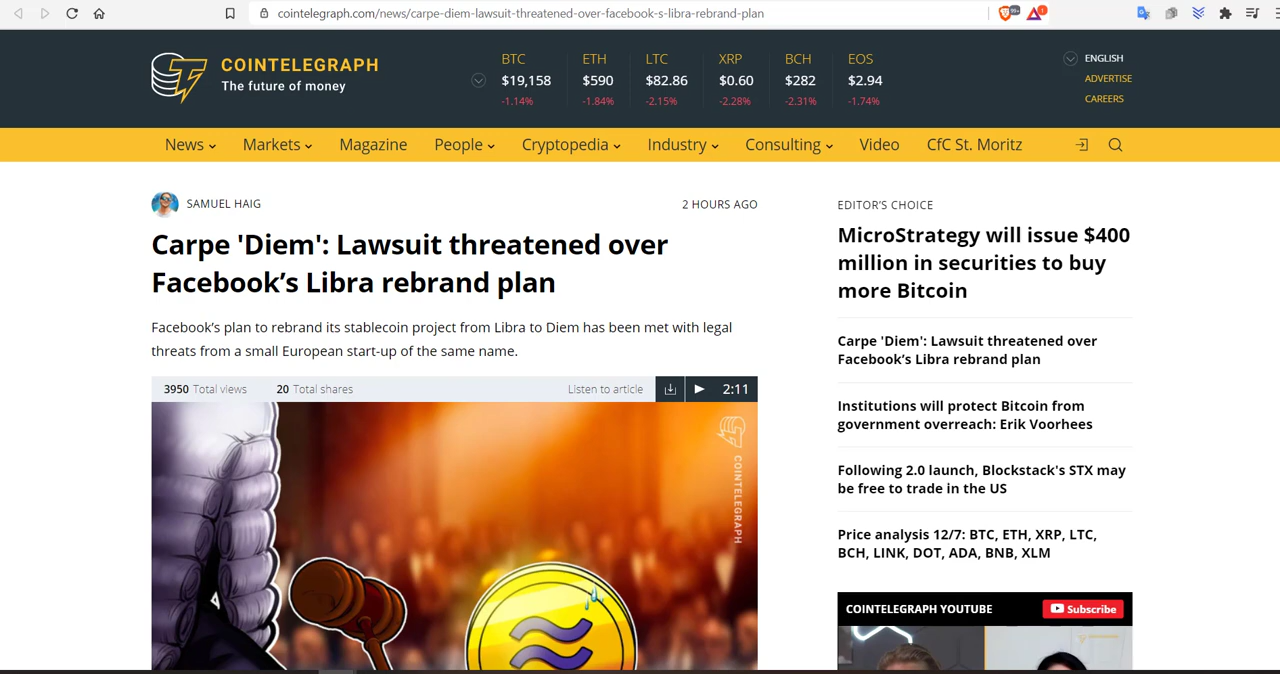 cointelegraph.com/news/carpe-diem-lawsuit-threatened-over-facebook-s-libra-rebrand-plan
99+
COINTELEGRAPH
The future of money
BTC ETH LTC XRP BCH EOS
$19,158 $590 $82.86 $0.60 $282 $2.94
-1.14% -1.84% -2.15% -2.28% -2.31% -1.74%
ENGLISH
ADVERTISE
CAREERS
News Markets Magazine People Cryptopedia Industry Consulting Video CfC St. Moritz
SAMUEL HAIG
2 HOURS AGO
Carpe 'Diem': Lawsuit threatened over
Facebook’s Libra rebrand plan
Facebook’s plan to rebrand its stablecoin project from Libra to Diem has been met with legal
threats from a small European start-up of the same name.
3950 Total views 20 Total shares Listen to article 2:11
COINTELEGRAPH
EDITOR’S CHOICE
MicroStrategy will issue $400
million in securities to buy
more Bitcoin
Carpe 'Diem': Lawsuit threatened over
Facebook’s Libra rebrand plan
Institutions will protect Bitcoin from
government overreach: Erik Voorhees
Following 2.0 launch, Blockstack's STX may
be free to trade in the US
Price analysis 12/7: BTC, ETH, XRP, LTC,
BCH, LINK, DOT, ADA, BNB, XLM
COINTELEGRAPH YOUTUBE Subscribe